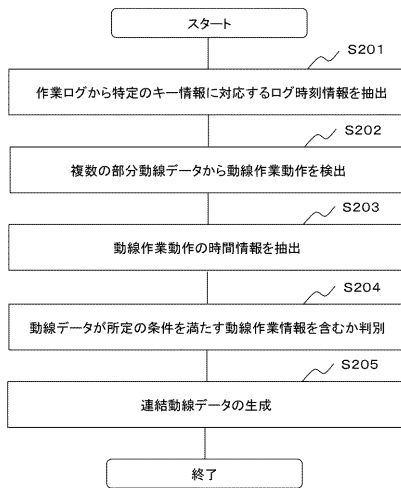 スタート
S201
作業ログから特定のキー情報に対応するログ時刻情報を抽出
S202
複数の部分動線データから動線作業動作を検出
S203
動線作業動作の時間情報を抽出
S204
動線データが所定の条件を満たす動線作業情報を含むか判別
S205
連結動線データの生成
終了